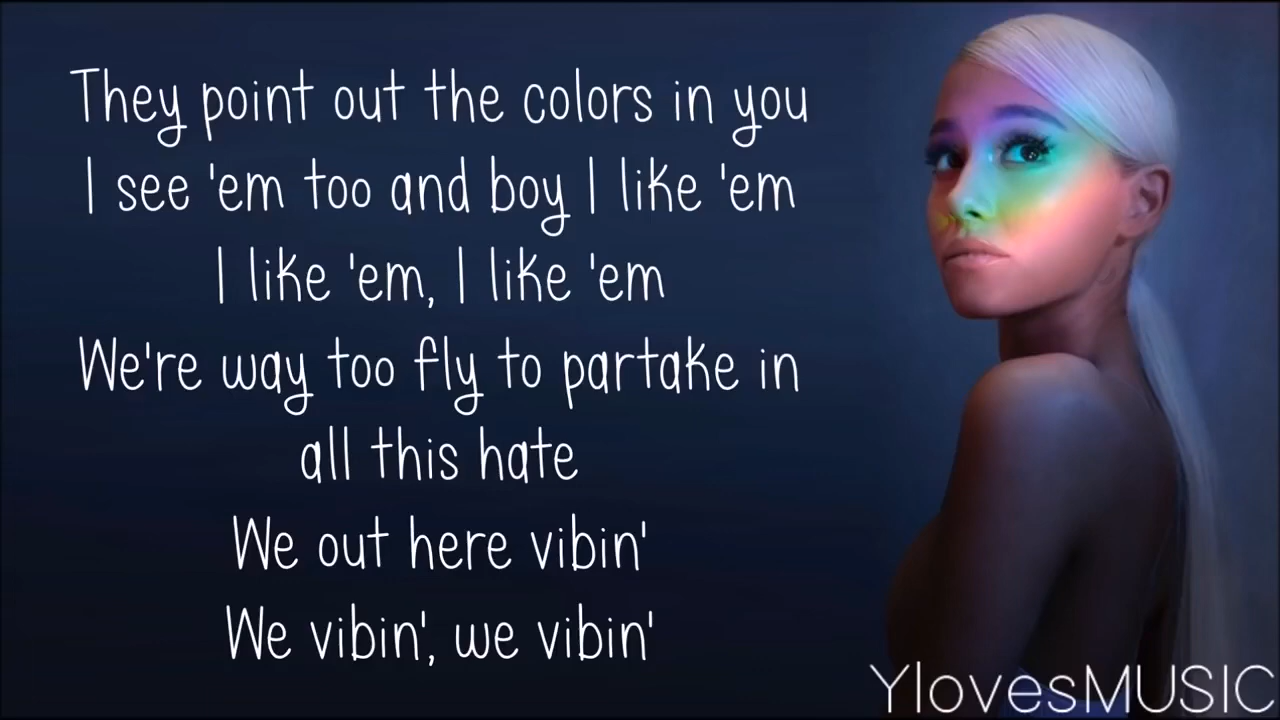 They point out the colors in you
I see 'em too and boy I like 'em
I like 'em, I like 'em
We're way too fly to partake in
all this hate
We out here vibin'
We vibin', we vibin'
YlovesMUSIC